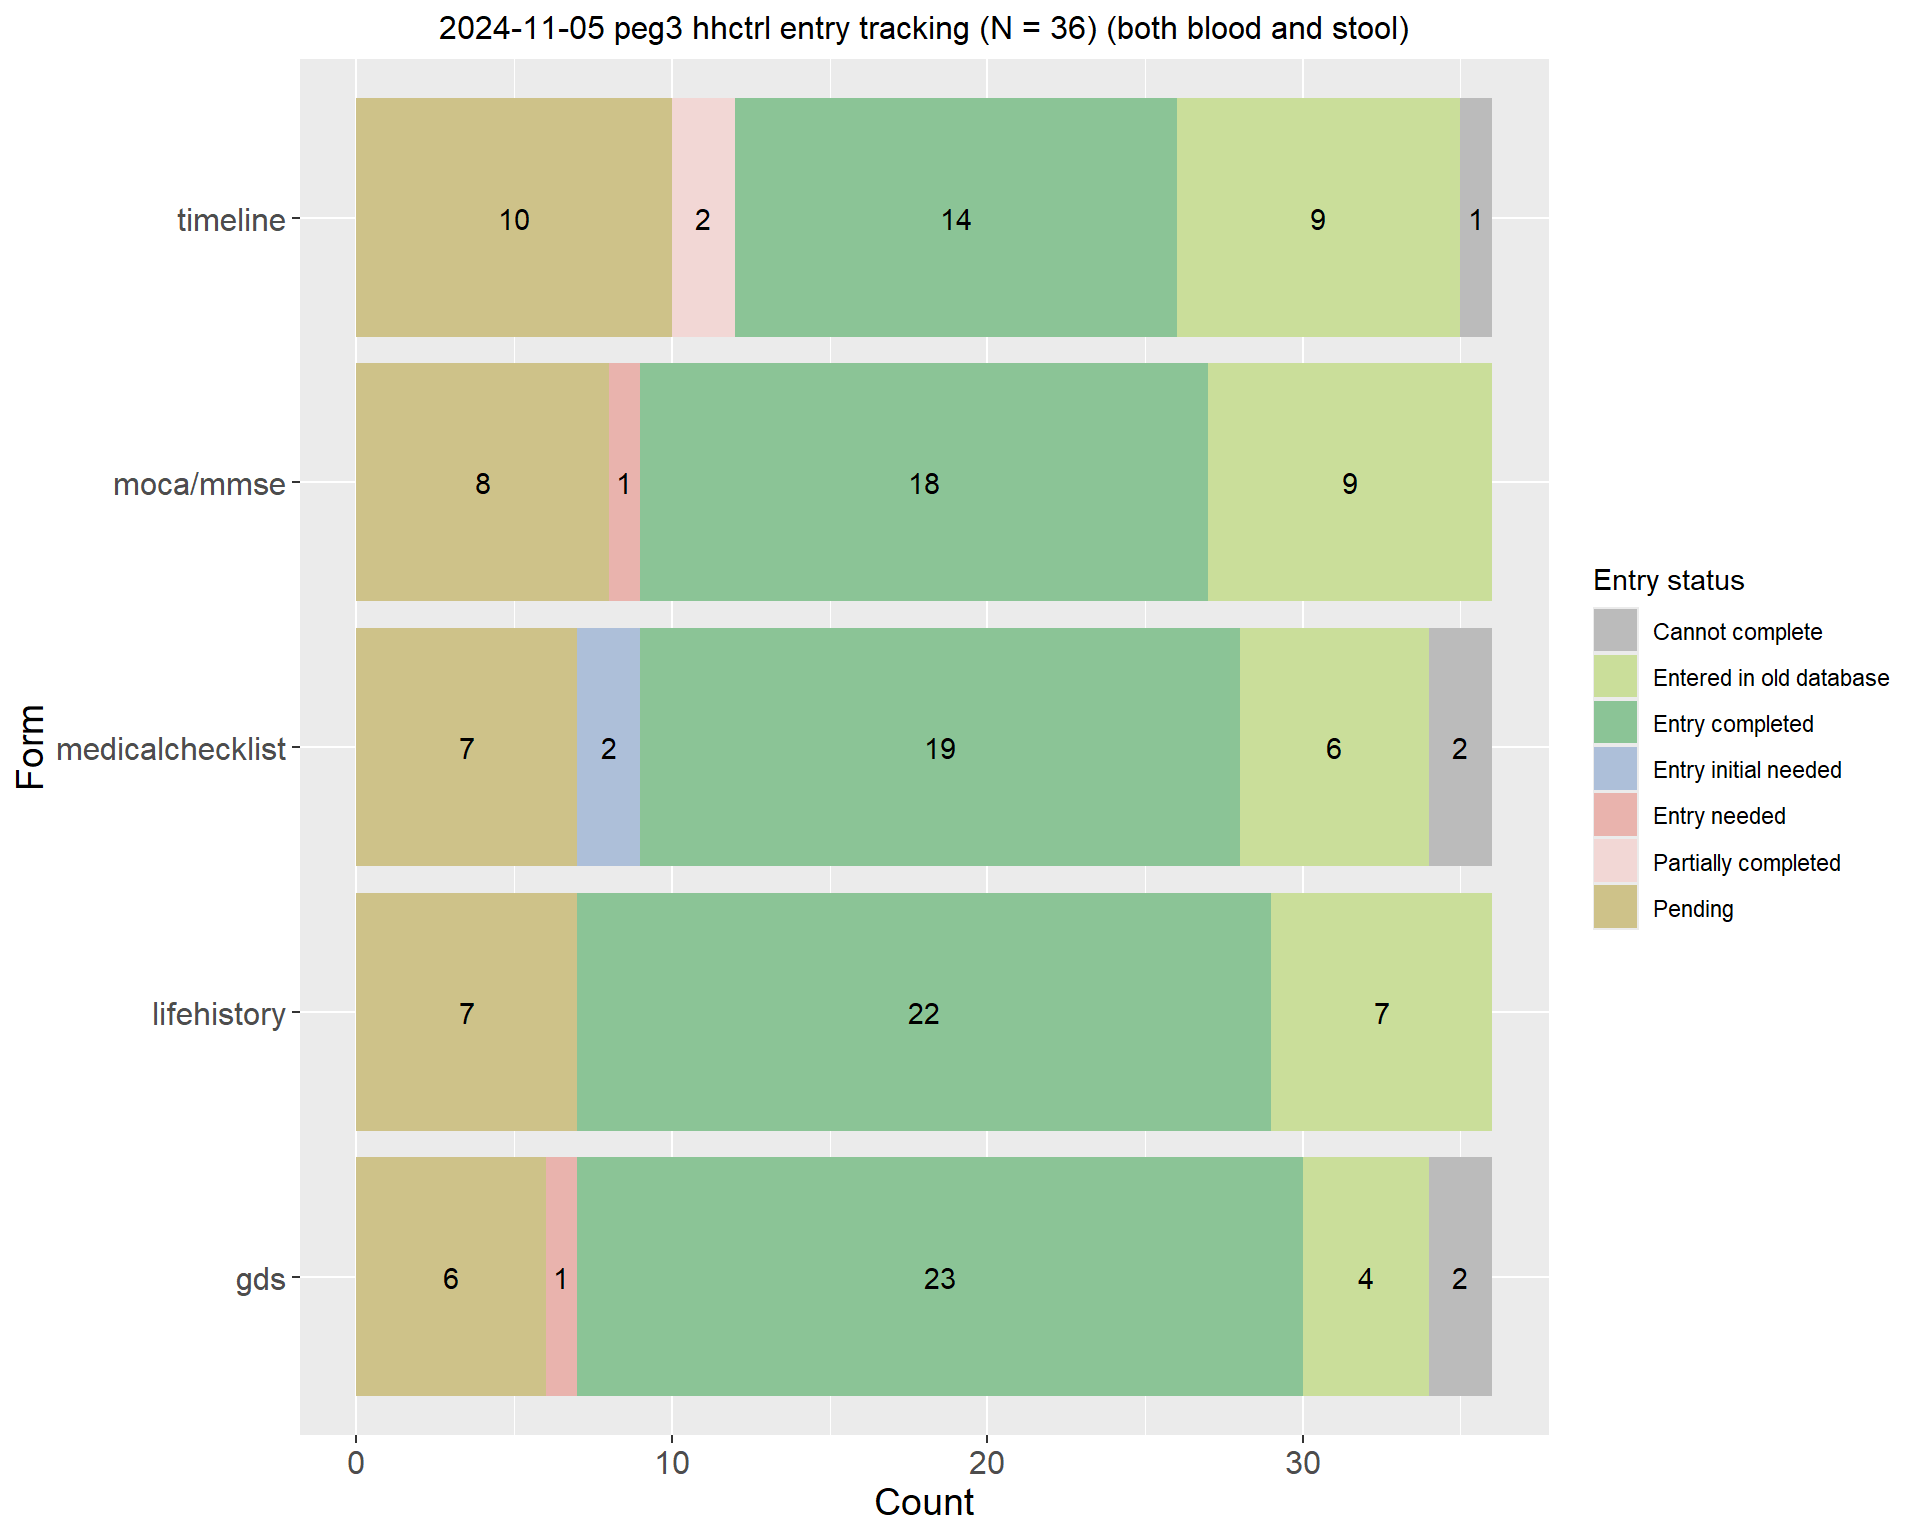 2024-11-05 peg3 hhctrl entry tracking (N = 36) (both blood and stool)
timeline
10
2
14
9
1
moca/mmse
8
1
18
9
medicalchecklist
7
2
19
6
2
lifehistory
7
22
7
gds
6
1
23
4
2
Form
0
10
20
30
Count
Entry status
Cannot complete
Entered in old database
Entry completed
Entry initial needed
Entry needed
Partially completed
Pending